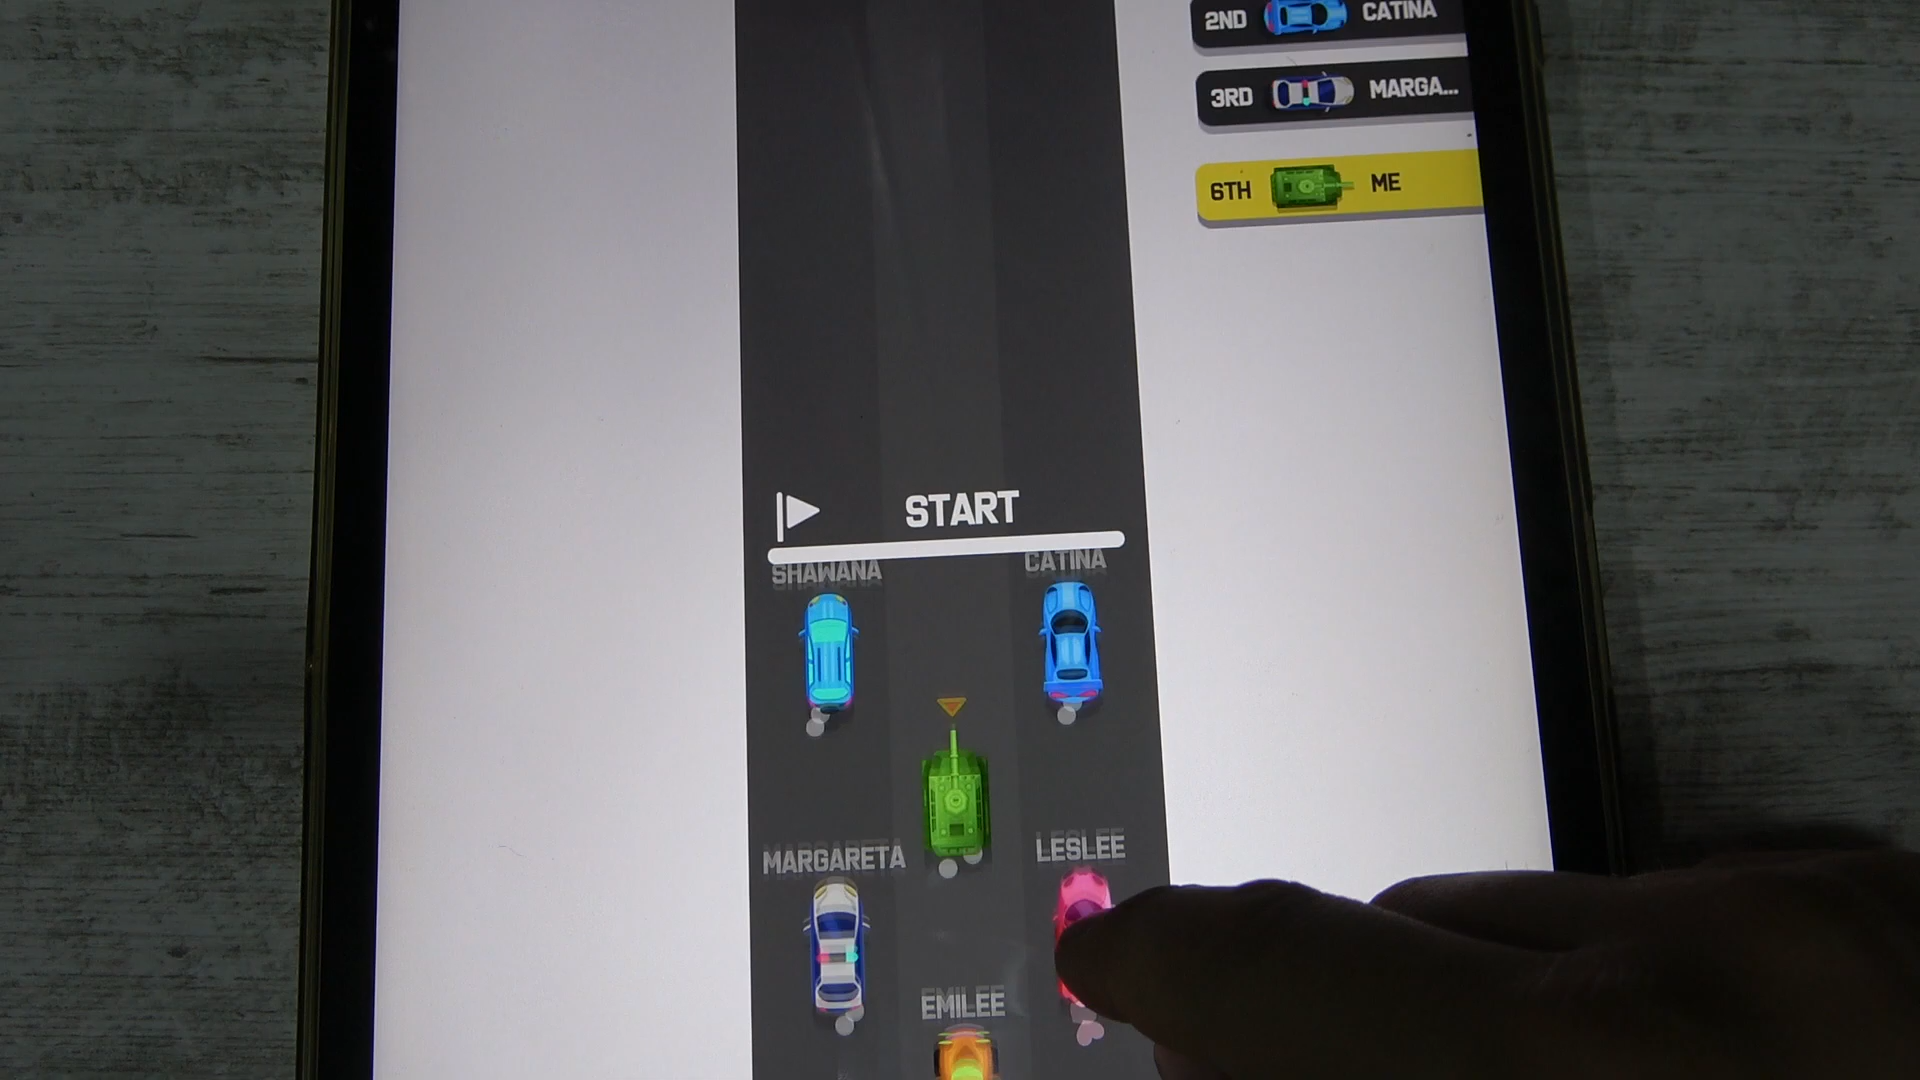 2ND CATINA
3RD MARGA...
6TH ME
START
SHAWANA CATINA
MARGARETA LESLEE
EMILEE